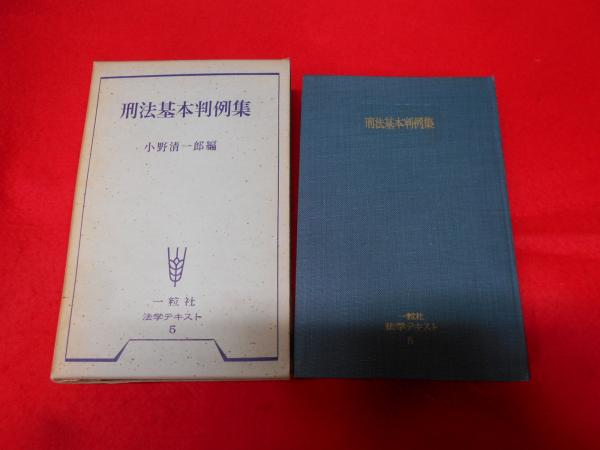 刑法基本判例集
小野清一郎編
一粒社
法学テキスト
5
刑法基本判例集
一粒社
法学テキスト
5